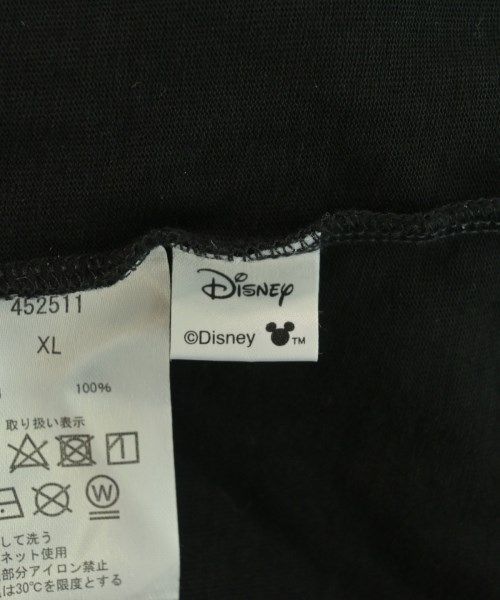 452511
XL
100%
取り扱い表示
W
して洗う
ネット使用
部分アイロン禁止
は30℃を限度とする
Disney
©Disney TM